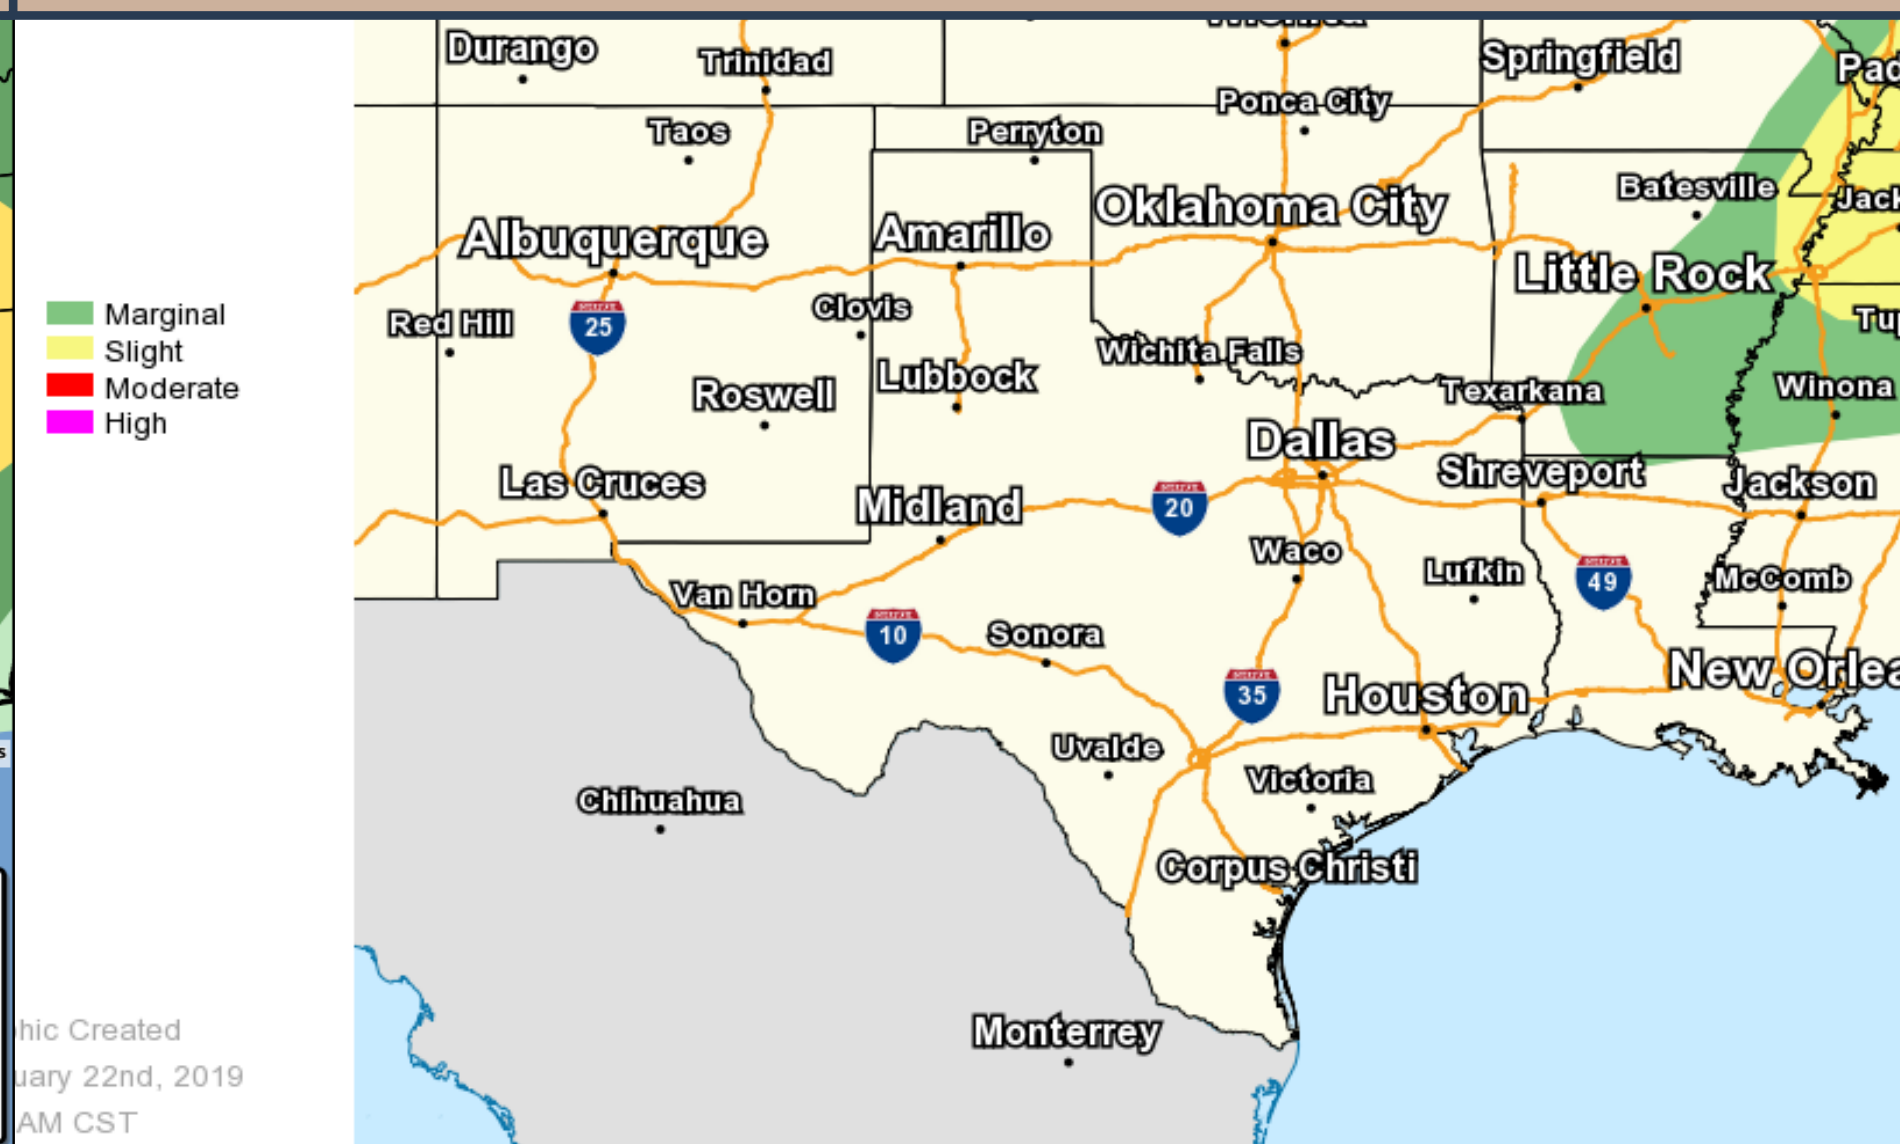 Marginal
Slight
Moderate
High
Durango
Trinidad
Springfield
Ponca City
Taos
Perryton
Batesville
Oklahoma City
Albuquerque
Amarillo
Little Rock
Clovis
Red Hill
25
Wichita Falls
Lubbock
Texarkana
Winona
Roswell
Dallas
Shreveport
Las Cruces
Jackson
Midland
20
Waco
Lufkin
49
McComb
Van Horn
10
Sonora
New Orlea
35
Houston
Uvalde
Victoria
Chihuahua
Corpus Christi
Monterrey
hic Created
uary 22nd, 2019
AM CST